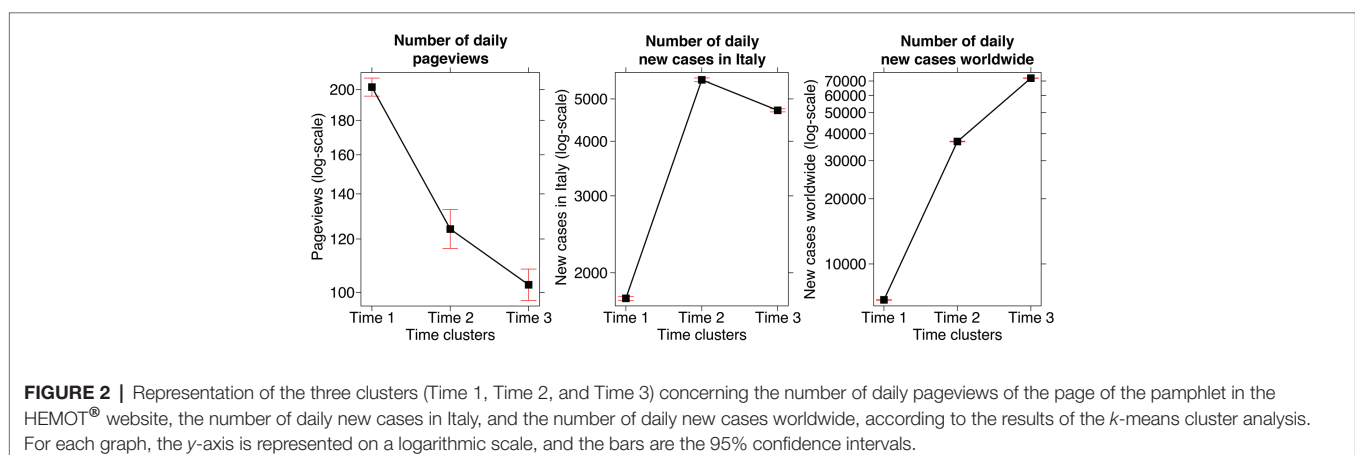 Number of daily
pageviews
Pageviews (log-scale)
200
180
160
140
120
100
Time 1 Time 2 Time 3
Time clusters
Number of daily
new cases in Italy
New cases in Italy (log-scale)
5000
4000
3000
2000
Time 1 Time 2 Time 3
Time clusters
Number of daily
new cases worldwide
New cases worldwide (log-scale)
70000
60000
50000
40000
30000
20000
10000
Time 1 Time 2 Time 3
Time clusters
FIGURE 2 | Representation of the three clusters (Time 1, Time 2, and Time 3) concerning the number of daily pageviews of the page of the pamphlet in the
HEMOT® website, the number of daily new cases in Italy, and the number of daily new cases worldwide, according to the results of the k-means cluster analysis.
For each graph, the y-axis is represented on a logarithmic scale, and the bars are the 95% confidence intervals.